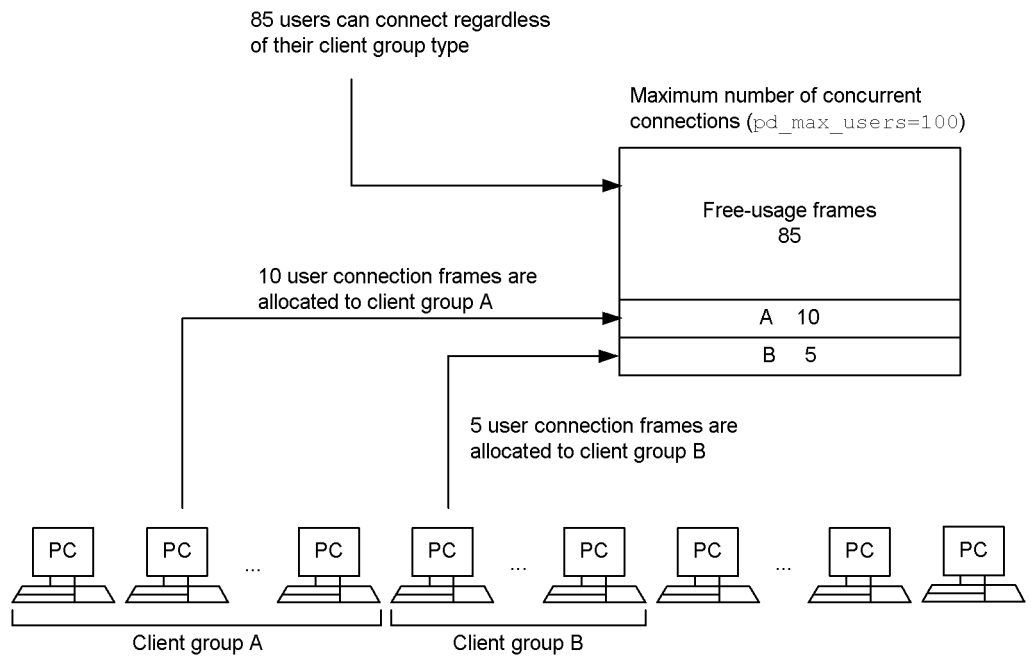 85 users can connect regardless
of their client group type
Maximum number of concurrent
connections (pd_max_users=100)
Free-usage frames
85
10 user connection frames are
allocated to client group A
A 10
B 5
5 user connection frames are
allocated to client group B
PC PC ... PC PC ... PC PC ... PC PC
Client group A Client group B